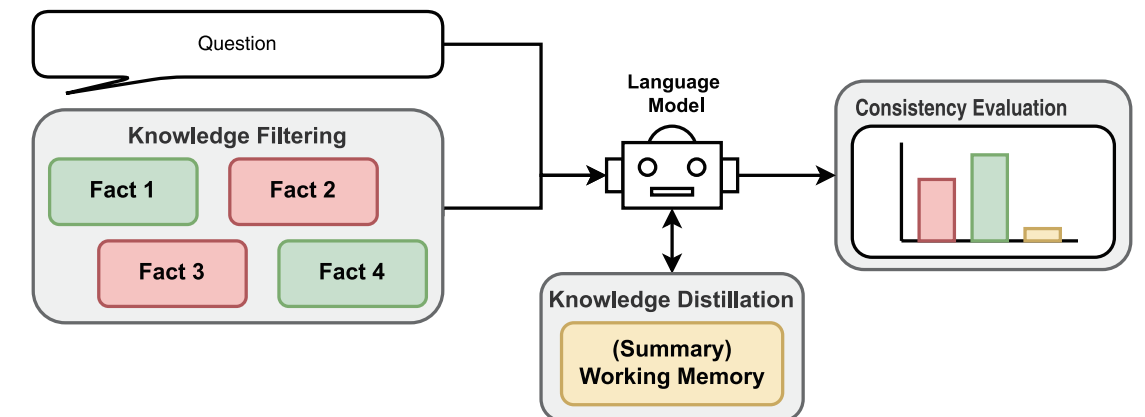 Question
Knowledge Filtering
Fact 1
Fact 2
Fact 3
Fact 4
Language
Model
Consistency Evaluation
Knowledge Distillation
(Summary)
Working Memory